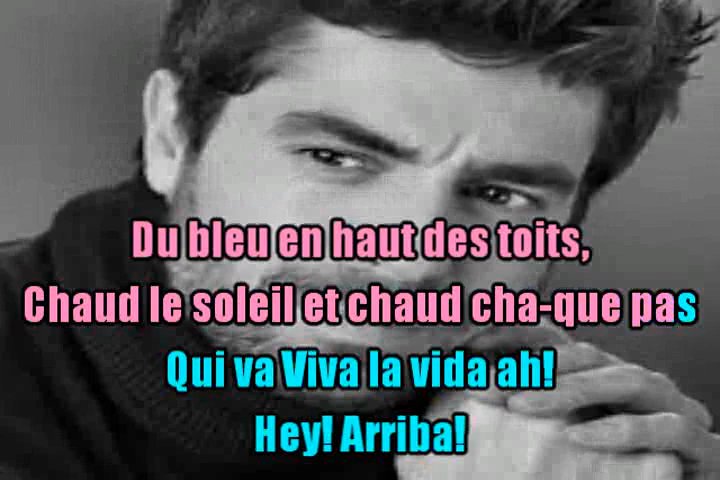 Du bleu en haut des toits,
Chaud le soleil et chaud cha-que pas
Qui va Viva la vida ah!
Hey! Arriba!